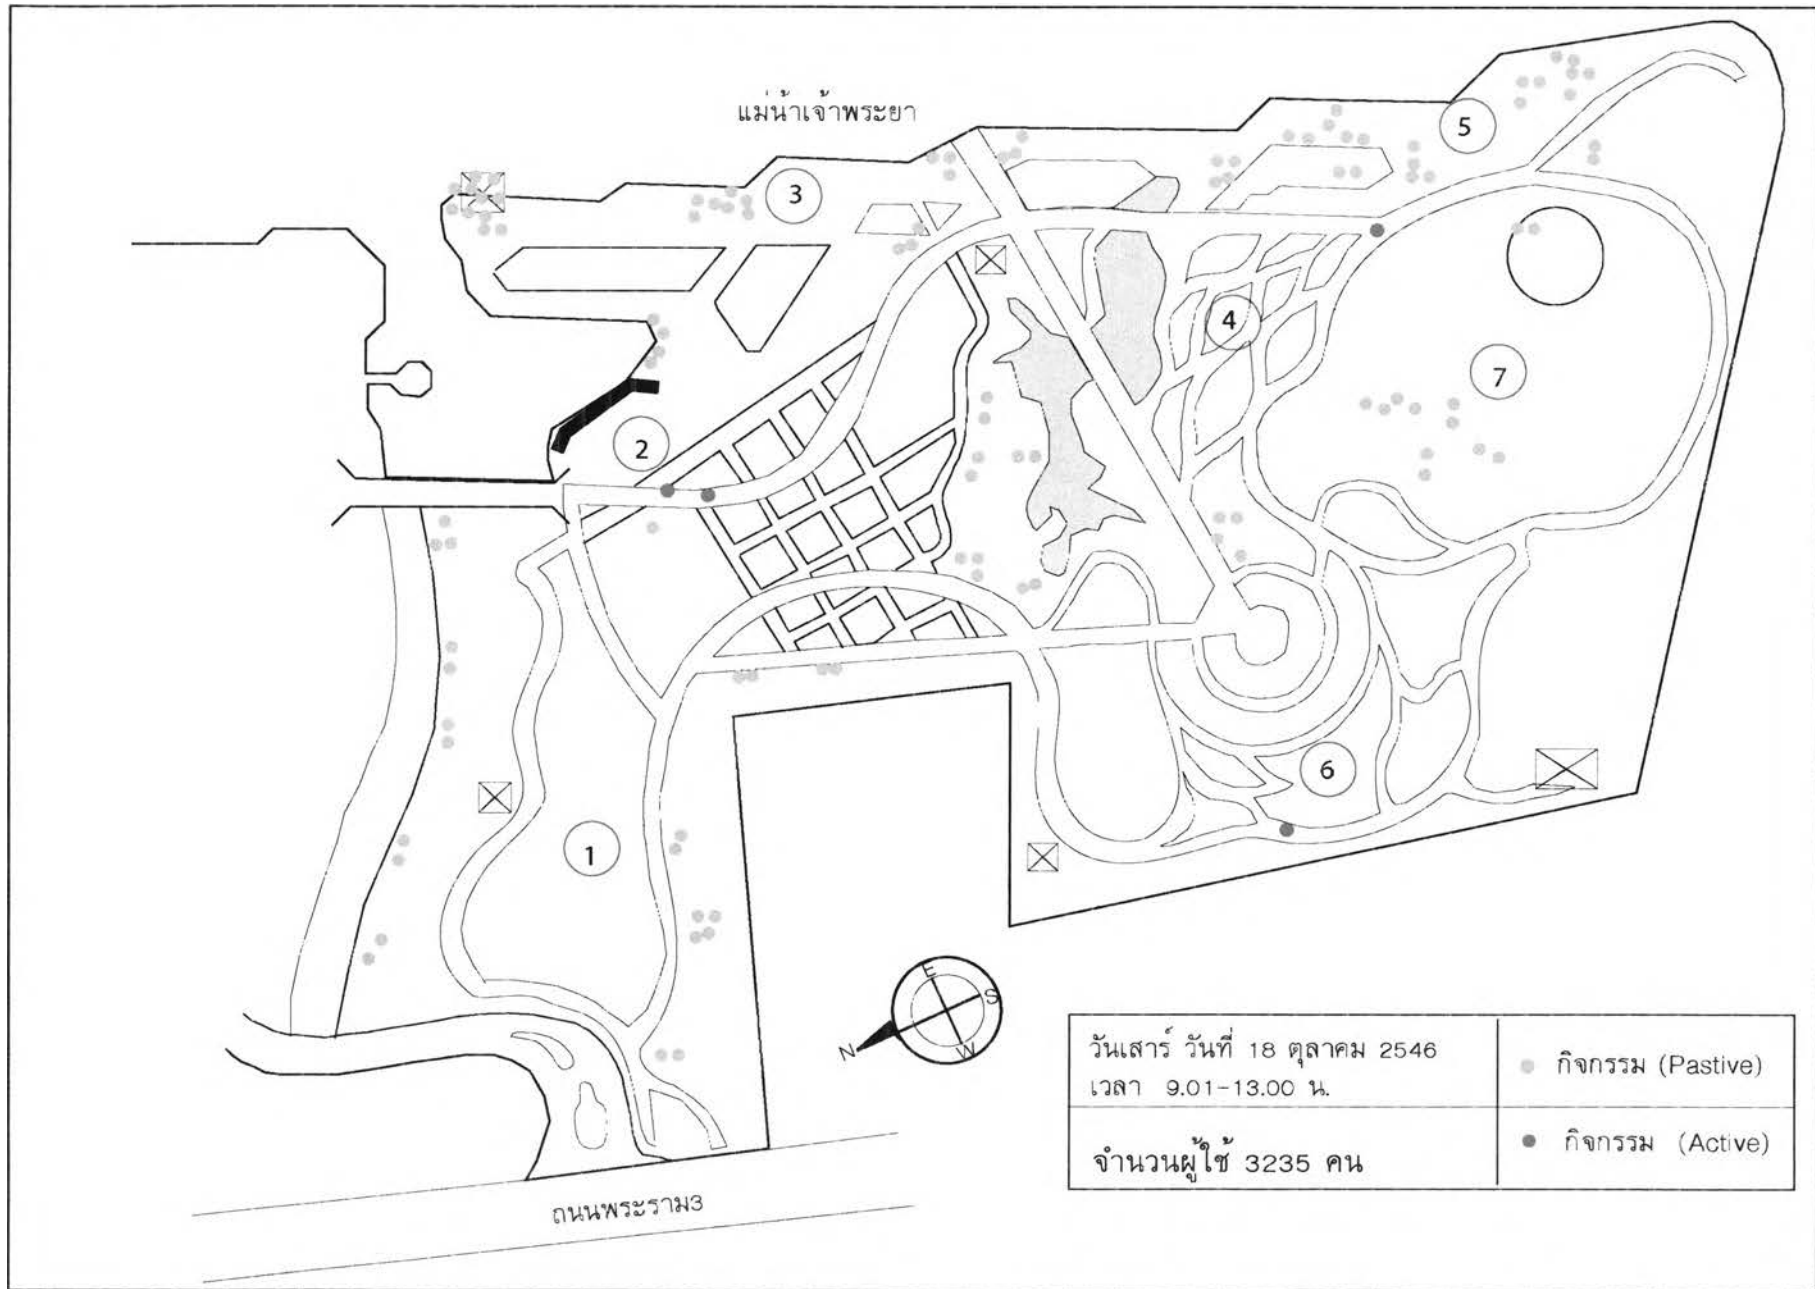 แม่น้ำเจ้าพระยา
5
3
4
7
2
6
1
E
S
N
W
วันเสาร์ วันที่ 18 ตุลาคม 2546
เวลา 9.01-13.00 น.
กิจกรรม (Pastive)
จำนวนผู้ใช้ 3235 คน
กิจกรรม (Active)
ถนนพระราม3